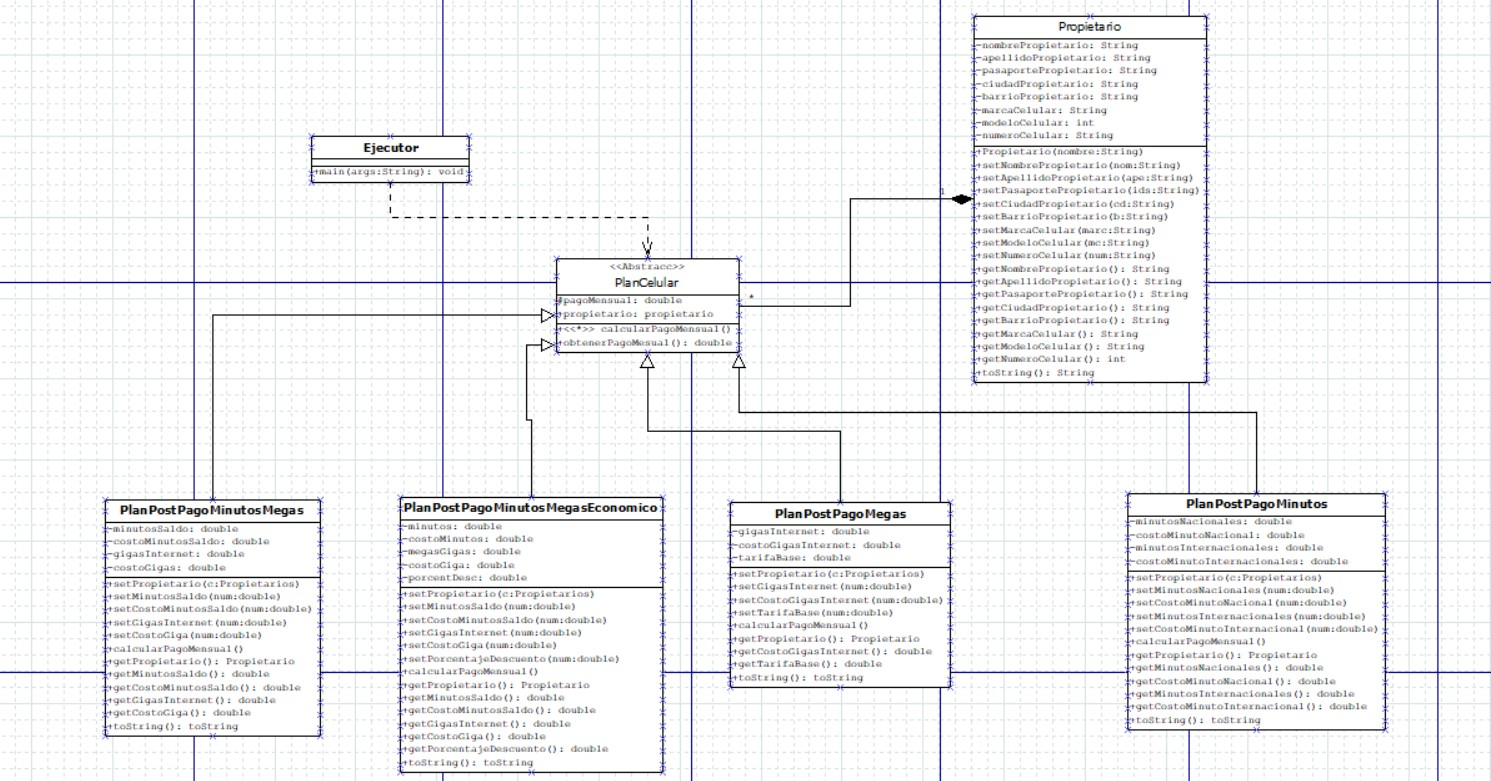 Propietario
-nombrePropietario: String
-apellidoPropietario: String
-pasaportePropietario: String
-ciudadPropietario: String
-barrioPropietario: String
-marcaCelular: String
-modeloCelular: int
-numeroCelular: String
+Propietario(nombre:String)
+setNombrePropietario(nom:String)
+setApellidoPropietario(ape:String)
+setPasaportePropietario(ids:String)
+setCiudadPropietario(cd:String)
+setBarrioPropietario(b:String)
+setMarcaCelular(marc:String)
+setModeloCelular(mc:String)
+setNumeroCelular(num:String)
+getNombrePropietario(): String
+getApellidoPropietario(): String
+getPasaportePropietario(): String
+getCiudadPropietario(): String
+getBarrioPropietario(): String
+getMarcaCelular(): String
+getModeloCelular(): String
+getNumeroCelular(): int
+toString(): String
Ejecutor
+main(args:String): void
1
*
<<Abstracc>>
PlanCelular
#pagoMensual: double
+propietario: propietario
+<<*>> calcularPagoMensual()
+obtenerPagoMesual(): double
PlanPostPagoMinutosMegas
-minutosSaldo: double
-costoMinutosSaldo: double
-gigasInternet: double
-costoGigas: double
+setPropietario(c:Propietarios)
+setMinutosSaldo(num:double)
+setCostoMinutosSaldo(num:double)
+setGigasInternet(num:double)
+setCostoGiga(num:double)
+calcularPagoMensual()
+getPropietario(): Propietario
+getMinutosSaldo(): double
+getCostoMinutosSaldo(): double
+getGigasInternet(): double
+getCostoGiga(): double
+toString(): toString
PlanPostPagoMinutosMegasEconomico
-minutos: double
-costoMinutos: double
-megasGigas: double
-costoGiga: double
-porcentDesc: double
+setPropietario(c:Propietarios)
+setMinutosSaldo(num:double)
+setCostoMinutosSaldo(num:double)
+setGigasInternet(num:double)
+setCostoGiga(num:double)
+setPorcentajeDescuento(num:double)
+calcularPagoMensual()
+getPropietario(): Propietario
+getMinutosSaldo(): double
+getCostoMinutosSaldo(): double
+getGigasInternet(): double
+getCostoGiga(): double
+getPorcentajeDescuento(): double
+toString(): toString
PlanPostPagoMegas
-gigasInternet: double
-costoGigasInternet: double
-tarifaBase: double
+setPropietario(c:Propietarios)
+setGigasInternet(num:double)
+setCostoGigasInternet(num:double)
+setTarifaBase(num:double)
+calcularPagoMensual()
+getPropietario(): Propietario
+getCostoGigasInternet(): double
+getTarifaBase(): double
+toString(): toString
PlanPostPagoMinutos
-minutosNacionales: double
-costoMinutoNacional: double
-minutosInternacionales: double
-costoMinutoInternacionales: double
+setPropietario(c:Propietarios)
+setMinutosNacionales(num:double)
+setCostoMinutoNacional(num:double)
+setMinutosInternacionales(num:double)
+setCostoMinutoInternacional(num:double)
+calcularPagoMensual()
+getPropietario(): Propietario
+getMinutosNacionales(): double
+getCostoMinutoNacional(): double
+getMinutosInternacionales(): double
+getCostoMinutoInternacional(): double
+toString(): toString